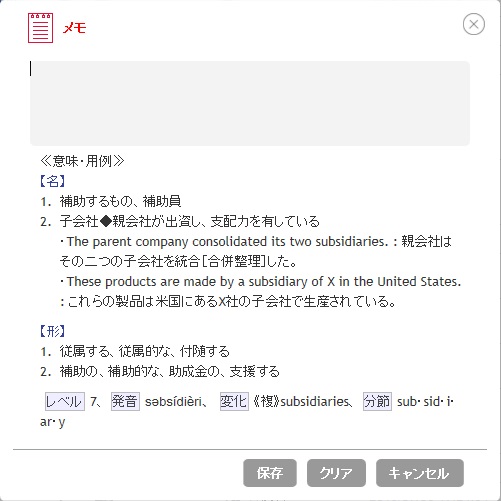 メモ
≪意味・用例≫
【名】
1. 補助するもの、補助員
2. 子会社◆親会社が出資し、支配力を有している
・The parent company consolidated its two subsidiaries. : 親会社は
その二つの子会社を統合[合併整理]した。
・These products are made by a subsidiary of X in the United States.
: これらの製品は米国にあるX社の子会社で生産されている。
【形】
1. 従属する、従属的な、付随する
2. 補助の、補助的な、助成金の、支援する
レベル 7、 発音 səbsídièri、 変化 《複》subsidiaries、 分節 sub・sid・i・
ar・y
保存 クリア キャンセル